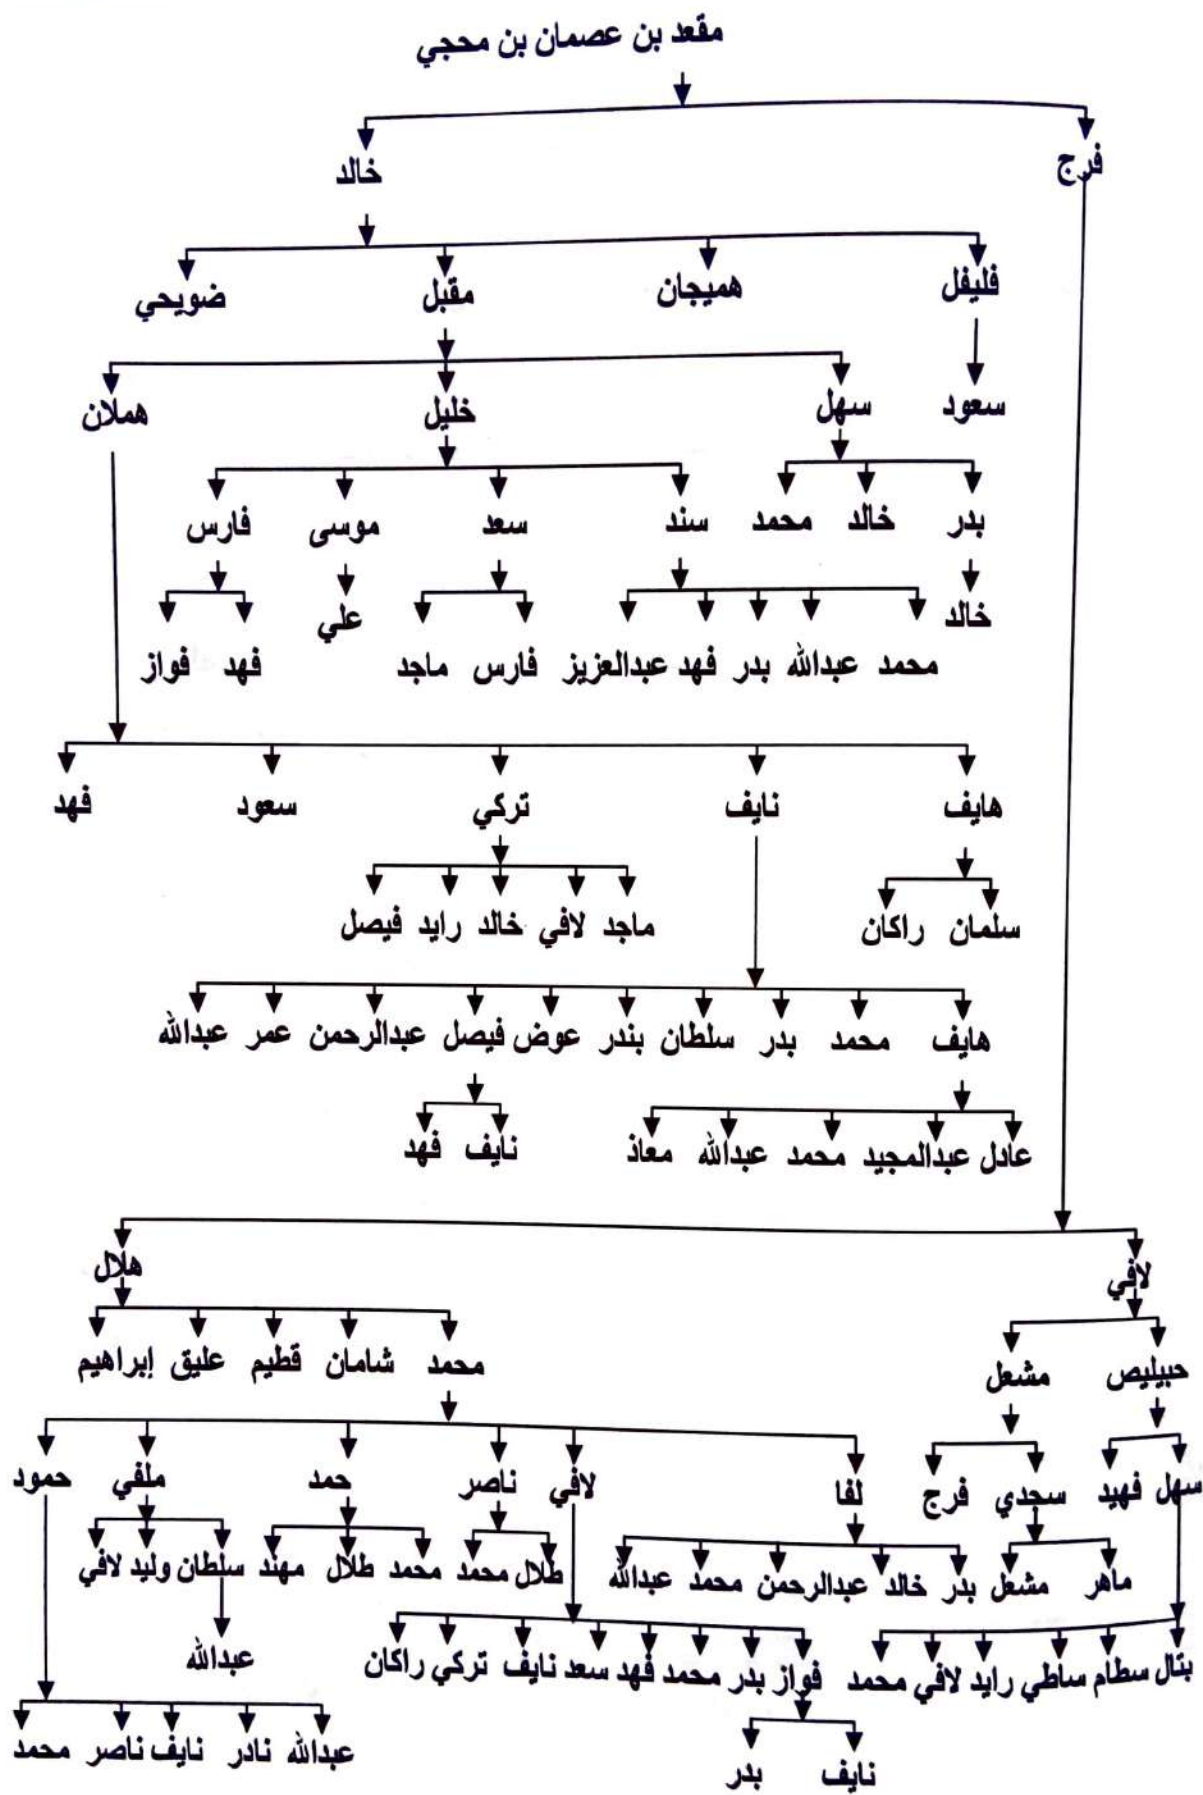 مقعد بن عصمان بن محجي
فرج خالد
فليفل هميجان مقبل ضويحي
سعود سهل خليل هملان
بدر خالد محمد سند سعد موسى فارس
خالد علي
محمد عبدالله بدر فهد عبدالعزيز فارس ماجد فهد فواز
هايف نايف تركي سعود فهد
سلمان راكان ماجد لافي خالد رايد فيصل
هايف محمد بدر سلطان بندر عوض فيصل عبدالرحمن عمر عبدالله
عادل عبدالمجيد محمد عبدالله معاذ نايف فهد
لافي هلال
حبيليص مشعل محمد شامان قطيم عليق إبراهيم
سهل فهيد سجدي فرج لفا لافي ناصر حمد ملفي حمود
ماهر مشعل بدر خالد عبدالرحمن محمد عبدالله طلال محمد محمد طلال مهند سلطان وليد لافي
بتال سطام ساطي رايد لافي محمد فواز بدر محمد فهد سعد نايف تركي راكان عبدالله
نايف بدر عبدالله نادر نايف ناصر محمد